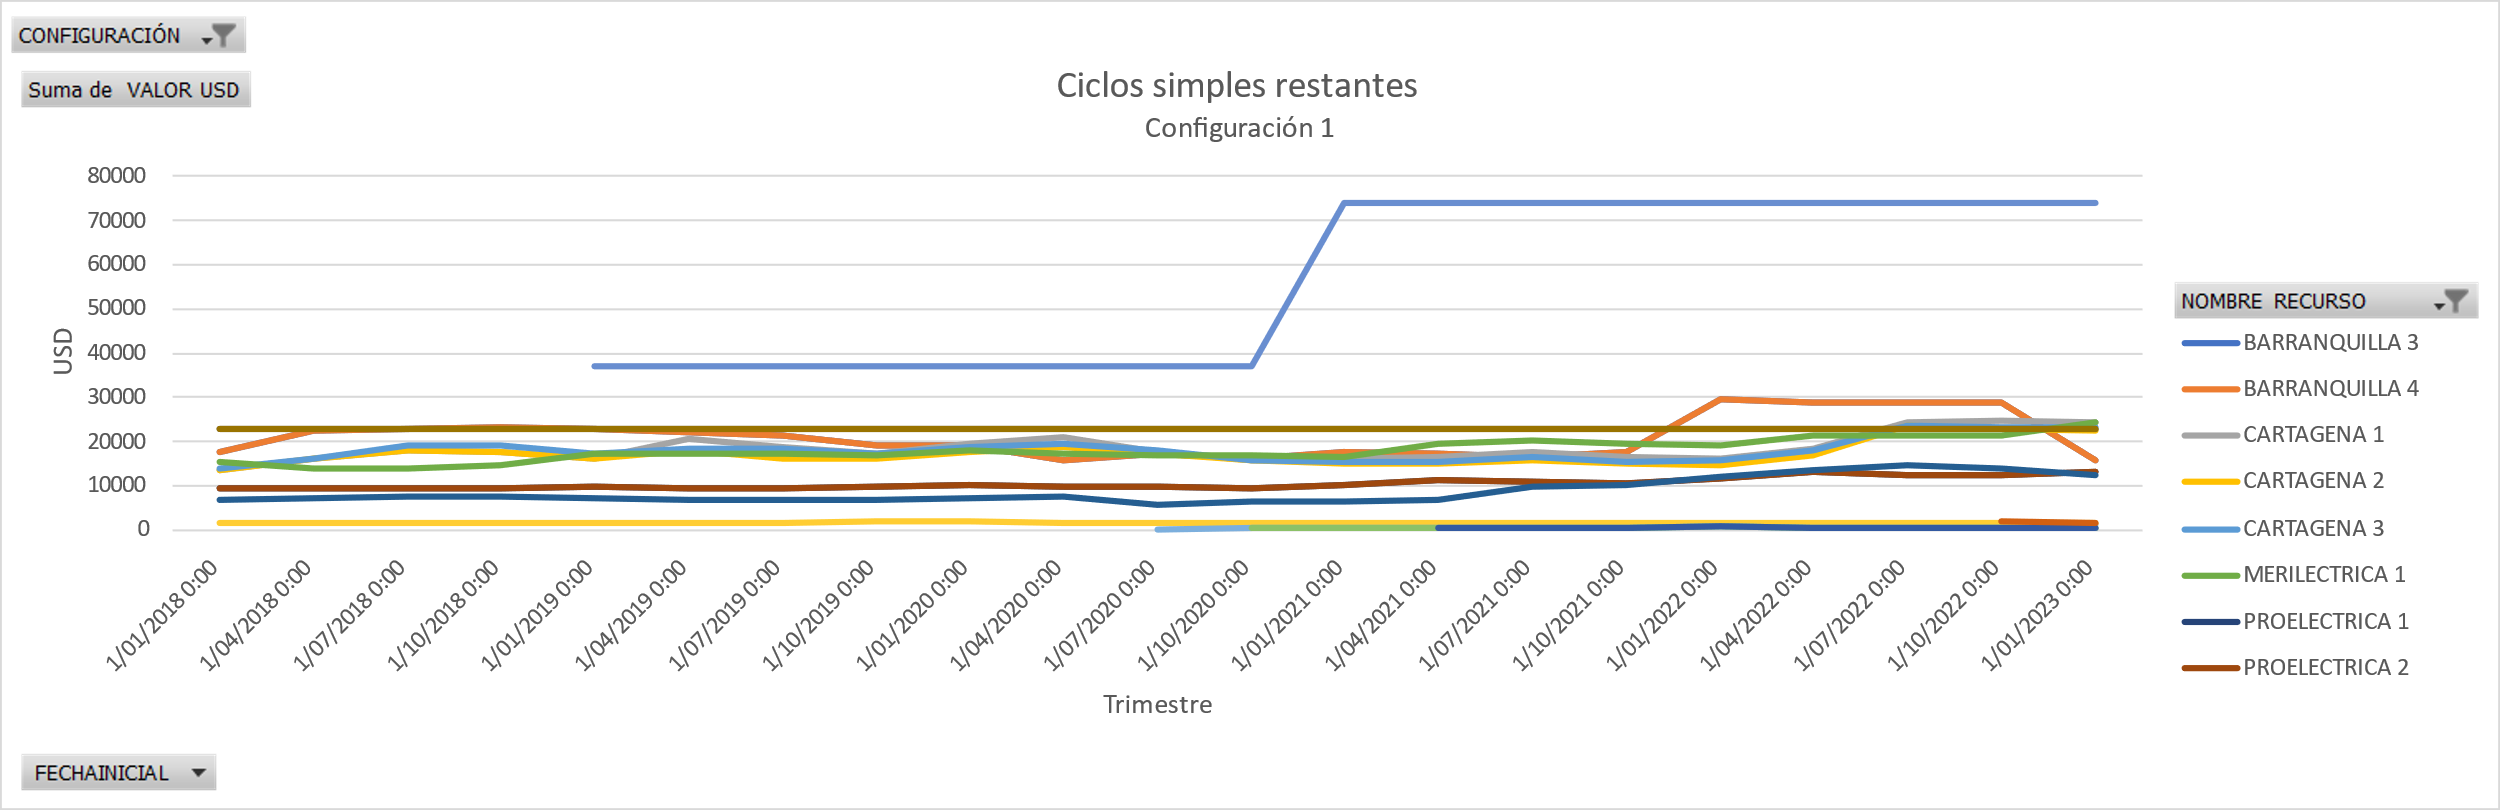 CONFIGURACIÓN
Suma de VALOR USD
Ciclos simples restantes
Configuración 1
USD
80000
70000
60000
50000
40000
30000
20000
10000
0
1/01/2018 0:00
1/04/2018 0:00
1/07/2018 0:00
1/10/2018 0:00
1/01/2019 0:00
1/04/2019 0:00
1/07/2019 0:00
1/10/2019 0:00
1/01/2020 0:00
1/04/2020 0:00
1/07/2020 0:00
1/10/2020 0:00
1/01/2021 0:00
1/04/2021 0:00
1/07/2021 0:00
1/10/2021 0:00
1/01/2022 0:00
1/04/2022 0:00
1/07/2022 0:00
1/10/2022 0:00
1/01/2023 0:00
Trimestre
NOMBRE RECURSO
BARRANQUILLA 3
BARRANQUILLA 4
CARTAGENA 1
CARTAGENA 2
CARTAGENA 3
MERILECTRICA 1
PROELECTRICA 1
PROELECTRICA 2
FECHAINICIAL